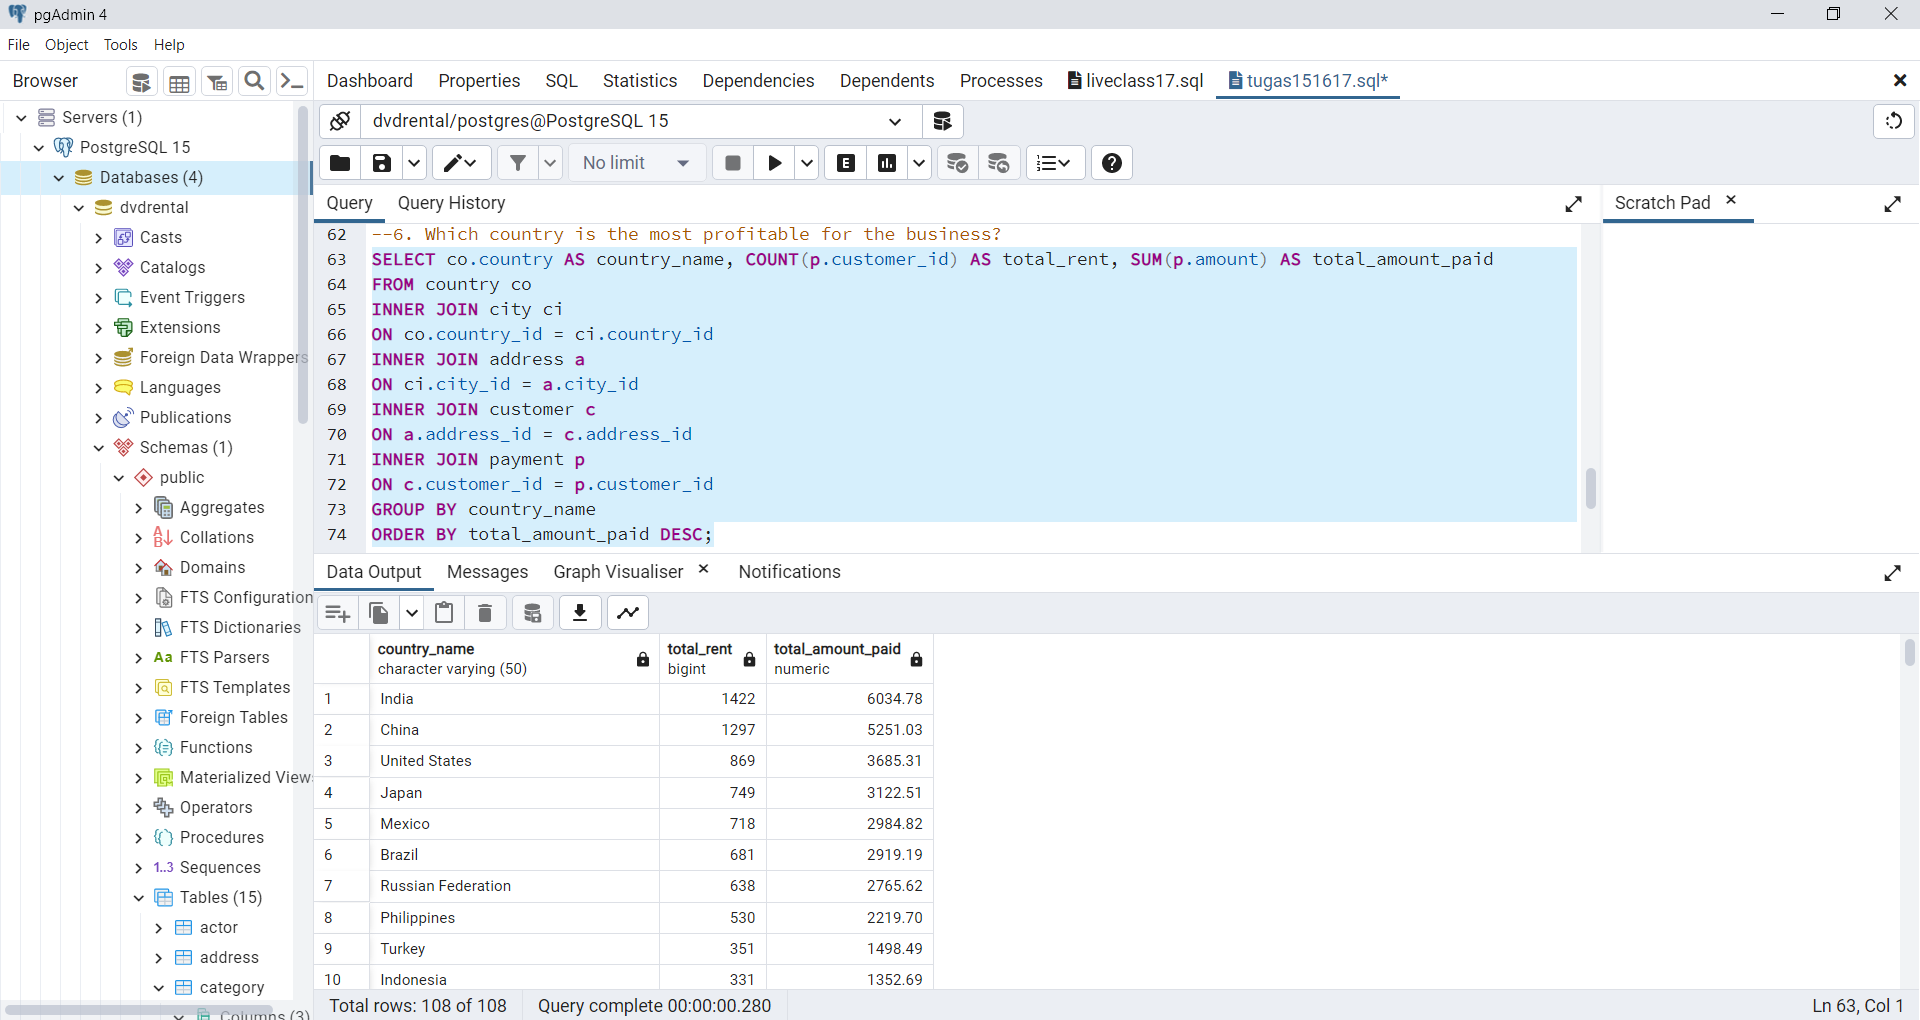 pgAdmin 4
File Object Tools Help
Browser
Dashboard Properties SQL Statistics Dependencies Dependents Processes liveclass17.sql tugas151617.sql*
Servers (1)
PostgreSQL 15
Databases (4)
dvdrental
Casts
Catalogs
Event Triggers
Extensions
Foreign Data Wrappers
Languages
Publications
Schemas (1)
public
Aggregates
Collations
Domains
FTS Configuration
FTS Dictionaries
FTS Parsers
FTS Templates
Foreign Tables
Functions
Materialized View
Operators
Procedures
Sequences
Tables (15)
actor
address
category
Columns (3)
dvdrental/postgres@PostgreSQL 15
No limit
Query Query History
Scratch Pad
62 --6. Which country is the most profitable for the business?
63 SELECT co.country AS country_name, COUNT(p.customer_id) AS total_rent, SUM(p.amount) AS total_amount_paid
64 FROM country co
65 INNER JOIN city ci
66 ON co.country_id = ci.country_id
67 INNER JOIN address a
68 ON ci.city_id = a.city_id
69 INNER JOIN customer c
70 ON a.address_id = c.address_id
71 INNER JOIN payment p
72 ON c.customer_id = p.customer_id
73 GROUP BY country_name
74 ORDER BY total_amount_paid DESC;
Data Output Messages Graph Visualiser Notifications
country_name total_rent total_amount_paid
character varying (50) bigint numeric
1 India 1422 6034.78
2 China 1297 5251.03
3 United States 869 3685.31
4 Japan 749 3122.51
5 Mexico 718 2984.82
6 Brazil 681 2919.19
7 Russian Federation 638 2765.62
8 Philippines 530 2219.70
9 Turkey 351 1498.49
10 Indonesia 331 1352.69
Total rows: 108 of 108 Query complete 00:00:00.280 Ln 63, Col 1